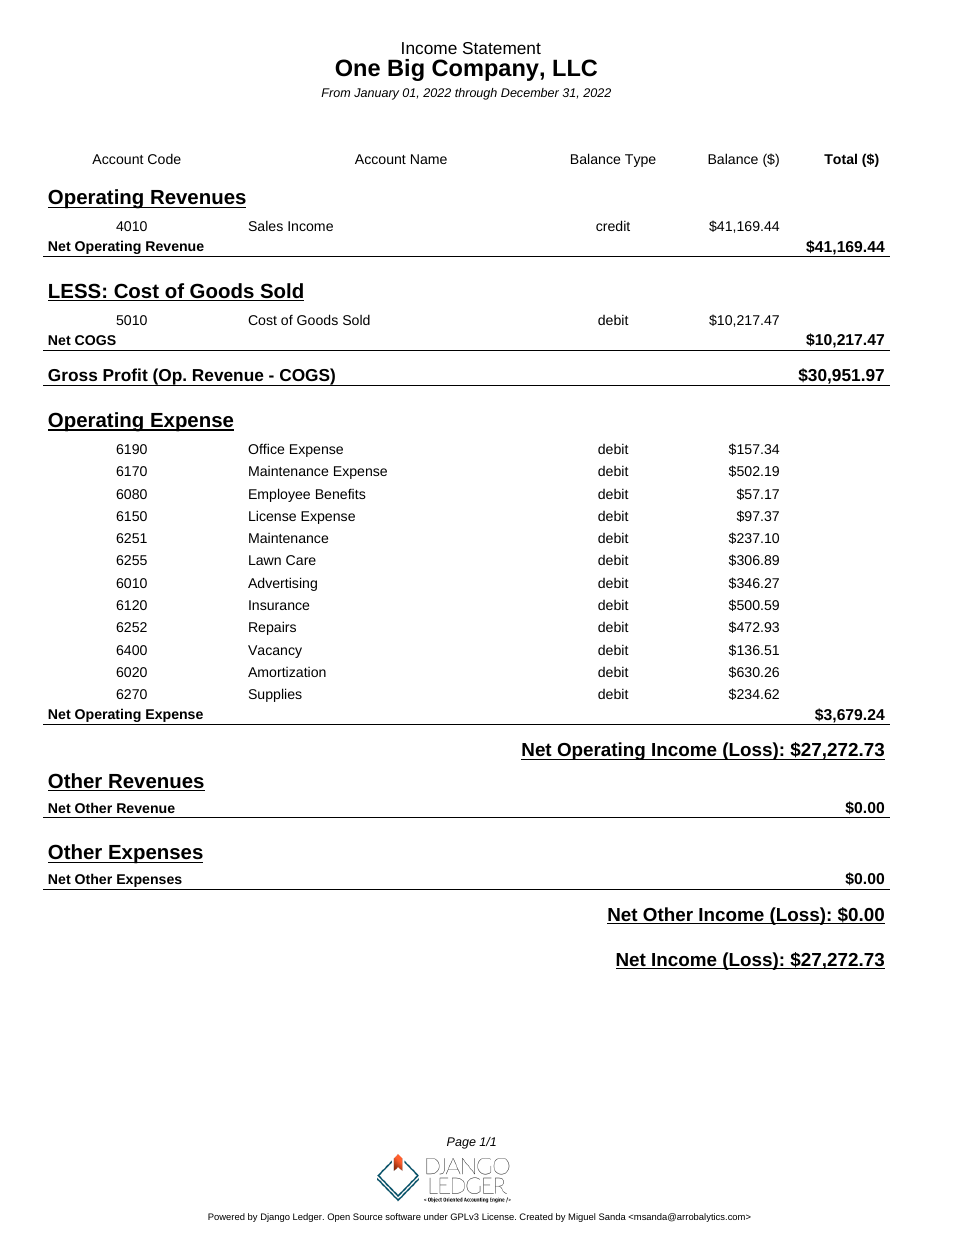 Income Statement
One Big Company, LLC
From January 01, 2022 through December 31, 2022
Account Code Account Name Balance Type Balance ($) Total ($)
Operating Revenues
4010 Sales Income credit $41,169.44
Net Operating Revenue $41,169.44
LESS: Cost of Goods Sold
5010 Cost of Goods Sold debit $10,217.47
Net COGS $10,217.47
Gross Profit (Op. Revenue - COGS) $30,951.97
Operating Expense
6190 Office Expense debit $157.34
6170 Maintenance Expense debit $502.19
6080 Employee Benefits debit $57.17
6150 License Expense debit $97.37
6251 Maintenance debit $237.10
6255 Lawn Care debit $306.89
6010 Advertising debit $346.27
6120 Insurance debit $500.59
6252 Repairs debit $472.93
6400 Vacancy debit $136.51
6020 Amortization debit $630.26
6270 Supplies debit $234.62
Net Operating Expense $3,679.24
Net Operating Income (Loss): $27,272.73
Other Revenues
Net Other Revenue $0.00
Other Expenses
Net Other Expenses $0.00
Net Other Income (Loss): $0.00
Net Income (Loss): $27,272.73
Page 1/1
DJANGO
LEDGER
< Object Oriented Accounting Engine />
Powered by Django Ledger. Open Source software under GPLv3 License. Created by Miguel Sanda <msanda@arrobalytics.com>